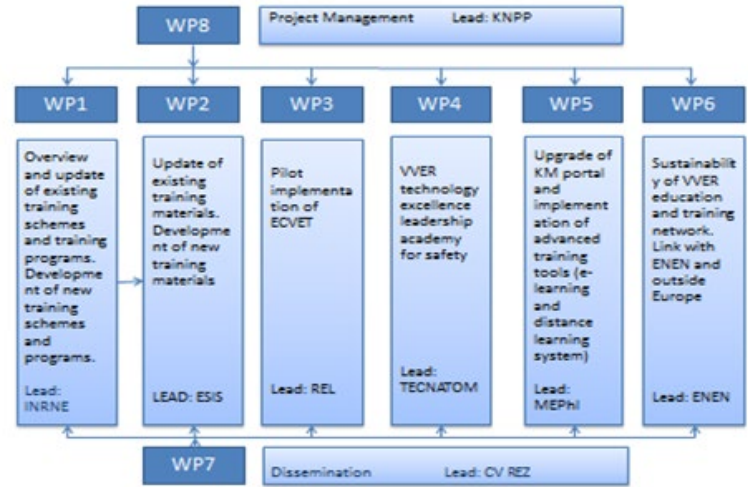 WP8
Project Management Lead: KNPP
WP1
WP2
WP3
WP4
WP5
WP6
Overview
and update
of existing
training
schemes
and training
programs.
Developme
nt of new
training
schemes
and
programs.
Lead:
INRNE
Update of
existing
training
materials.
Developme
nt of new
training
materials
LEAD: ESIS
Pilot
implementa
tion of
ECVET
Lead: REL
VVER
technology
excellence
leadership
academy
for safety
Lead:
TECNATOM
Upgrade of
KM portal
and
implement
ation of
advanced
training
tools (e-
learning
and
distance
learning
system)
Lead:
MEPhI
Sustainabilit
y of VVER
education
and training
network.
Link with
ENEN and
outside
Europe
Lead: ENEN
WP7
Dissemination Lead: CV REZ